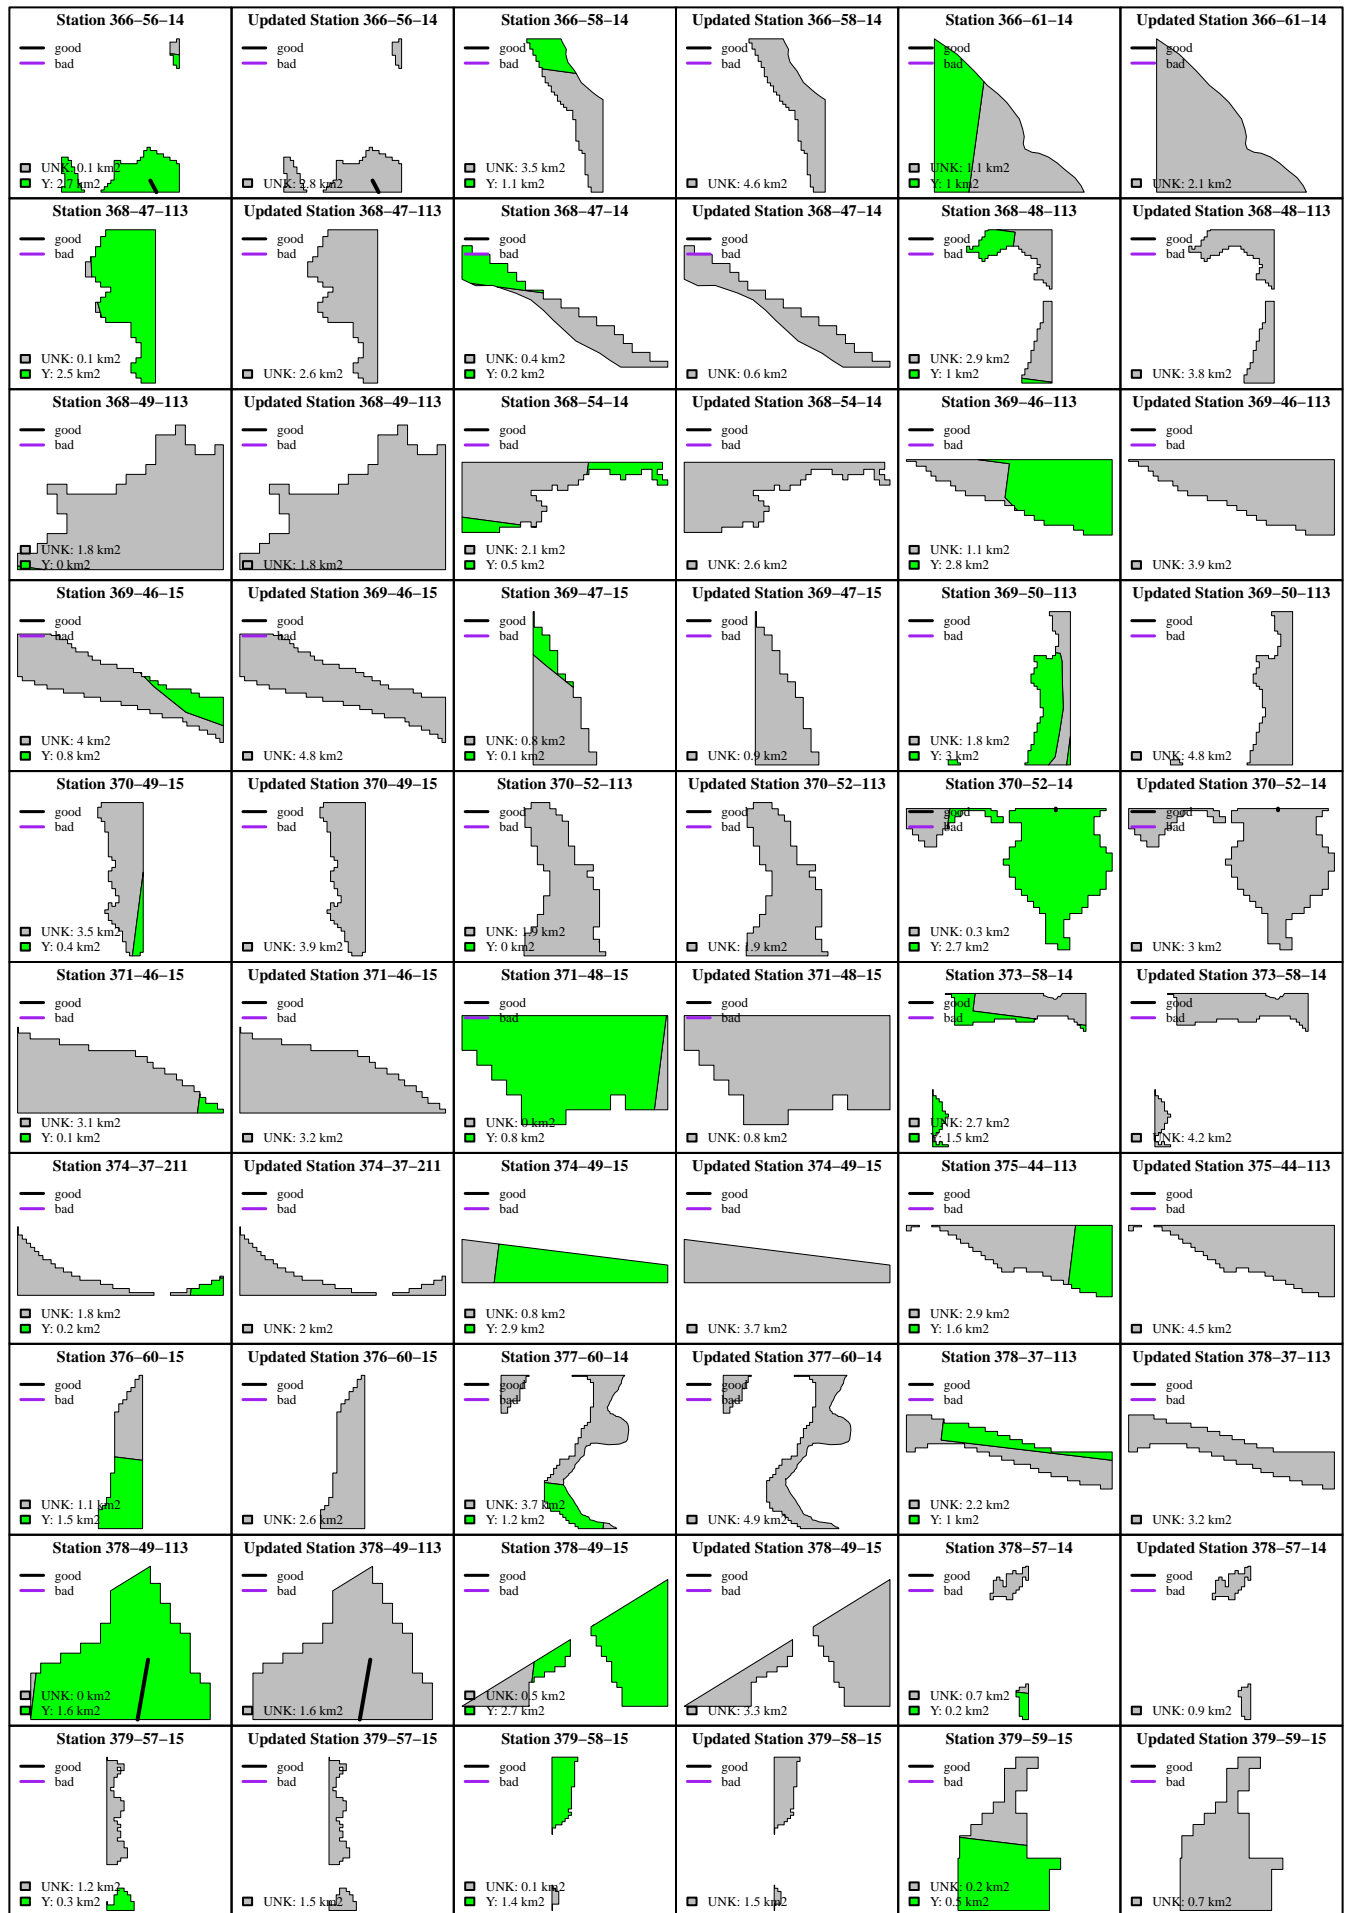 Station 366−56−14
good
bad
UNK: 0.1 km2
Y: 2.7 km2
Updated Station 366−56−14
good
bad
UNK: 2.8 km2
Station 366−58−14
good
bad
UNK: 3.5 km2
Y: 1.1 km2
Updated Station 366−58−14
good
bad
UNK: 4.6 km2
Station 366−61−14
good
bad
UNK: 1.1 km2
Y: 1 km2
Updated Station 366−61−14
good
bad
UNK: 2.1 km2
Station 368−47−113
good
bad
UNK: 0.1 km2
Y: 2.5 km2
Updated Station 368−47−113
good
bad
UNK: 2.6 km2
Station 368−47−14
good
bad
UNK: 0.4 km2
Y: 0.2 km2
Updated Station 368−47−14
good
bad
UNK: 0.6 km2
Station 368−48−113
good
bad
UNK: 2.9 km2
Y: 1 km2
Updated Station 368−48−113
good
bad
UNK: 3.8 km2
Station 368−49−113
good
bad
UNK: 1.8 km2
Y: 0 km2
Updated Station 368−49−113
good
bad
UNK: 1.8 km2
Station 368−54−14
good
bad
UNK: 2.1 km2
Y: 0.5 km2
Updated Station 368−54−14
good
bad
UNK: 2.6 km2
Station 369−46−113
good
bad
UNK: 1.1 km2
Y: 2.8 km2
Updated Station 369−46−113
good
bad
UNK: 3.9 km2
Station 369−46−15
good
bad
UNK: 4 km2
Y: 0.8 km2
Updated Station 369−46−15
good
bad
UNK: 4.8 km2
Station 369−47−15
good
bad
UNK: 0.8 km2
Y: 0.1 km2
Updated Station 369−47−15
good
bad
UNK: 0.9 km2
Station 369−50−113
good
bad
UNK: 1.8 km2
Y: 3 km2
Updated Station 369−50−113
good
bad
UNK: 4.8 km2
Station 370−49−15
good
bad
UNK: 3.5 km2
Y: 0.4 km2
Updated Station 370−49−15
good
bad
UNK: 3.9 km2
Station 370−52−113
good
bad
UNK: 1.9 km2
Y: 0 km2
Updated Station 370−52−113
good
bad
UNK: 1.9 km2
Station 370−52−14
good
bad
UNK: 0.3 km2
Y: 2.7 km2
Updated Station 370−52−14
good
bad
UNK: 3 km2
Station 371−46−15
good
bad
UNK: 3.1 km2
Y: 0.1 km2
Updated Station 371−46−15
good
bad
UNK: 3.2 km2
Station 371−48−15
good
bad
UNK: 0 km2
Y: 0.8 km2
Updated Station 371−48−15
good
bad
UNK: 0.8 km2
Station 373−58−14
good
bad
UNK: 2.7 km2
Y: 1.5 km2
Updated Station 373−58−14
good
bad
UNK: 4.2 km2
Station 374−37−211
good
bad
UNK: 1.8 km2
Y: 0.2 km2
Updated Station 374−37−211
good
bad
UNK: 2 km2
Station 374−49−15
good
bad
UNK: 0.8 km2
Y: 2.9 km2
Updated Station 374−49−15
good
bad
UNK: 3.7 km2
Station 375−44−113
good
bad
UNK: 2.9 km2
Y: 1.6 km2
Updated Station 375−44−113
good
bad
UNK: 4.5 km2
Station 376−60−15
good
bad
UNK: 1.1 km2
Y: 1.5 km2
Updated Station 376−60−15
good
bad
UNK: 2.6 km2
Station 377−60−14
good
bad
UNK: 3.7 km2
Y: 1.2 km2
Updated Station 377−60−14
good
bad
UNK: 4.9 km2
Station 378−37−113
good
bad
UNK: 2.2 km2
Y: 1 km2
Updated Station 378−37−113
good
bad
UNK: 3.2 km2
Station 378−49−113
good
bad
UNK: 0 km2
Y: 1.6 km2
Updated Station 378−49−113
good
bad
UNK: 1.6 km2
Station 378−49−15
good
bad
UNK: 0.5 km2
Y: 2.7 km2
Updated Station 378−49−15
good
bad
UNK: 3.3 km2
Station 378−57−14
good
bad
UNK: 0.7 km2
Y: 0.2 km2
Updated Station 378−57−14
good
bad
UNK: 0.9 km2
Station 379−57−15
good
bad
UNK: 1.2 km2
Y: 0.3 km2
Updated Station 379−57−15
good
bad
UNK: 1.5 km2
Station 379−58−15
good
bad
UNK: 0.1 km2
Y: 1.4 km2
Updated Station 379−58−15
good
bad
UNK: 1.5 km2
Station 379−59−15
good
bad
UNK: 0.2 km2
Y: 0.5 km2
Updated Station 379−59−15
good
bad
UNK: 0.7 km2